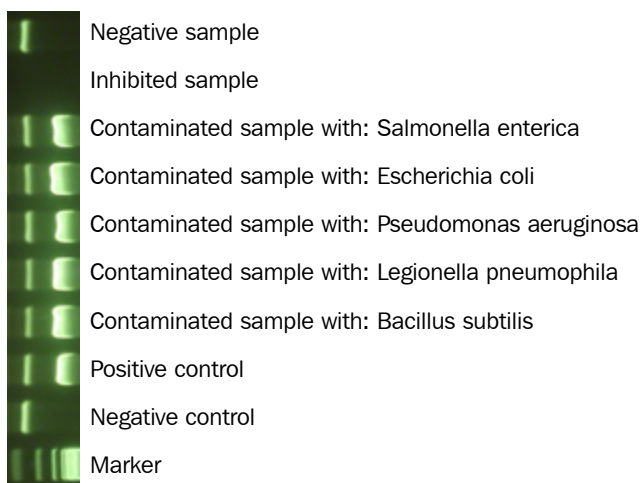 Negative sample
Inhibited sample
Contaminated sample with: Salmonella enterica
Contaminated sample with: Escherichia coli
Contaminated sample with: Pseudomonas aeruginosa
Contaminated sample with: Legionella pneumophila
Contaminated sample with: Bacillus subtilis
Positive control
Negative control
Marker